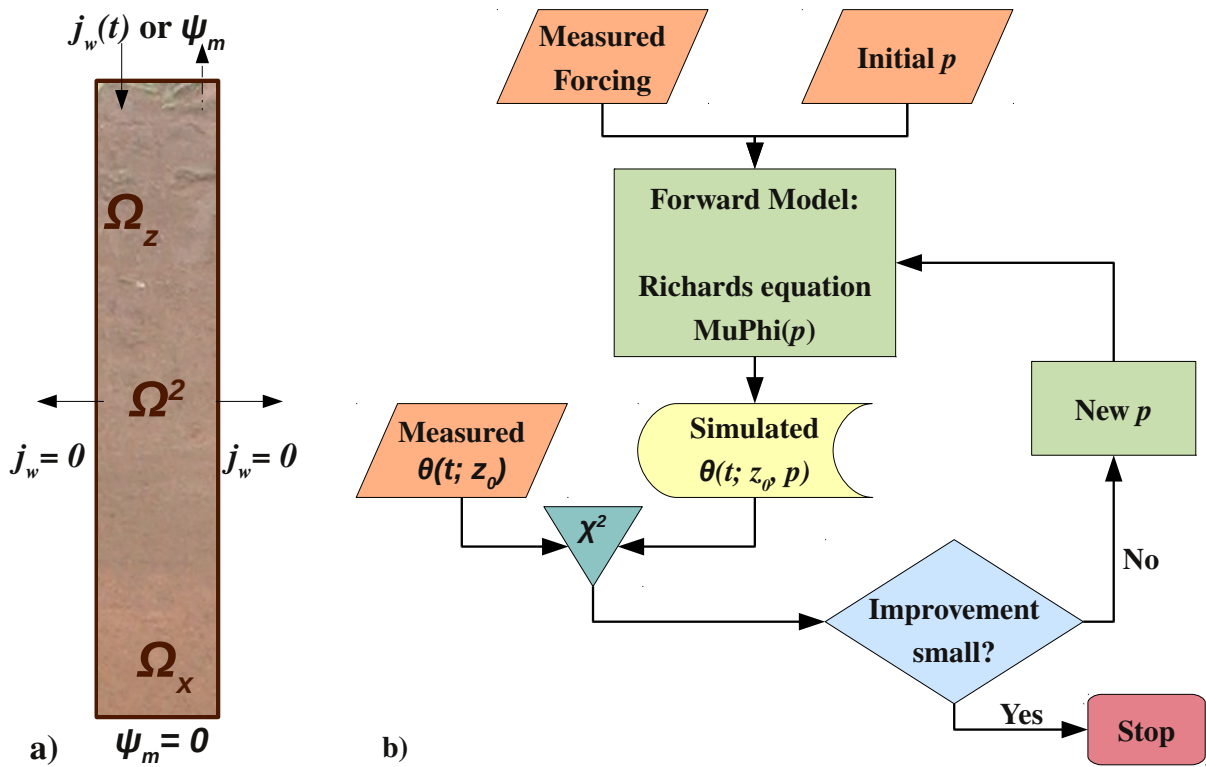 j_w(t) or ψ_m
Ω_z
Ω²
j_w= 0
j_w= 0
Ω_x
ψ_m= 0
a)
Measured
Forcing
Initial p
Forward Model:
Richards equation
MuPhi(p)
Measured
θ(t; z_0)
Simulated
θ(t; z_0, p)
χ²
New p
No
Improvement
small?
Yes
Stop
b)